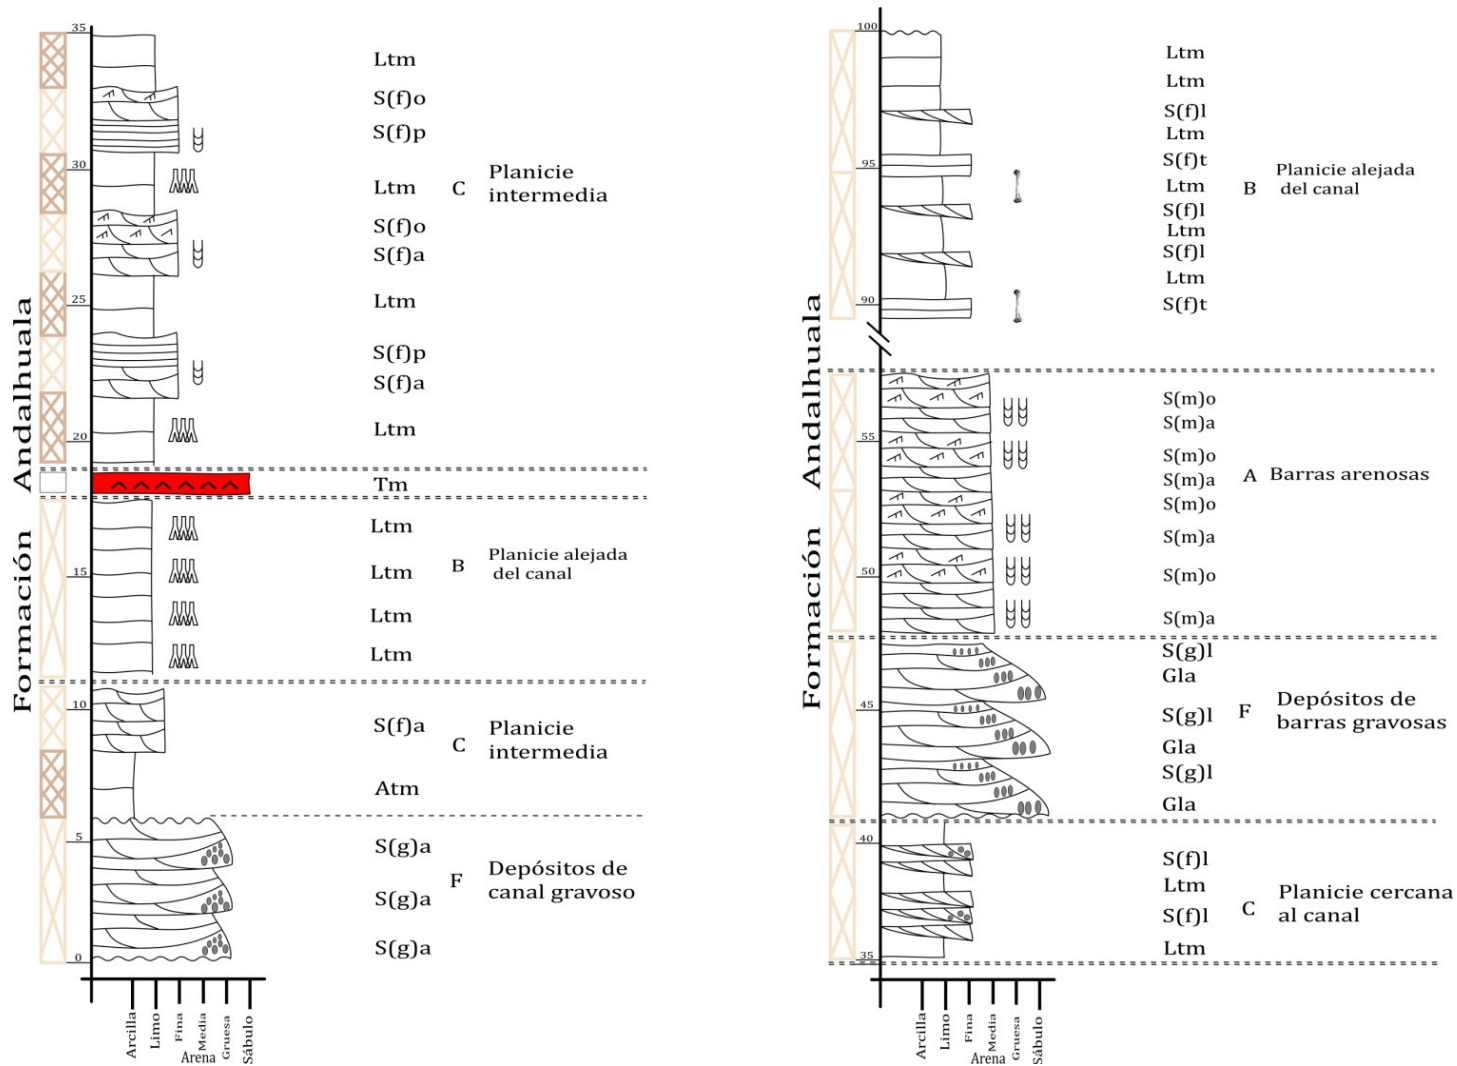 Formación Andalhuala
35
Ltm
S(f)o
S(f)p
30
Ltm
C
Planicie
intermedia
S(f)o
S(f)a
25
Ltm
S(f)p
S(f)a
20
Ltm
Tm
Ltm
15
Ltm
B
Planicie alejada
del canal
Ltm
Ltm
10
S(f)a
C
Planicie
intermedia
Atm
5
S(g)a
F
Depósitos de
canal gravoso
S(g)a
S(g)a
0
Arcilla
Limo
Fina
Media
Gruesa
Sábulo
Arena
Formación Andalhuala
100
Ltm
Ltm
S(f)l
Ltm
95
S(f)t
Ltm
B
Planicie alejada
del canal
S(f)l
Ltm
S(f)l
Ltm
90
S(f)t
S(m)o
S(m)a
55
S(m)o
S(m)a
A
Barras arenosas
S(m)o
S(m)a
50
S(m)o
S(m)a
S(g)l
Gla
45
S(g)l
F
Depósitos de
barras gravosas
Gla
S(g)l
Gla
40
S(f)l
Ltm
C
Planicie cercana
al canal
S(f)l
Ltm
35
Arcilla
Limo
Fina
Media
Gruesa
Sábulo
Arena